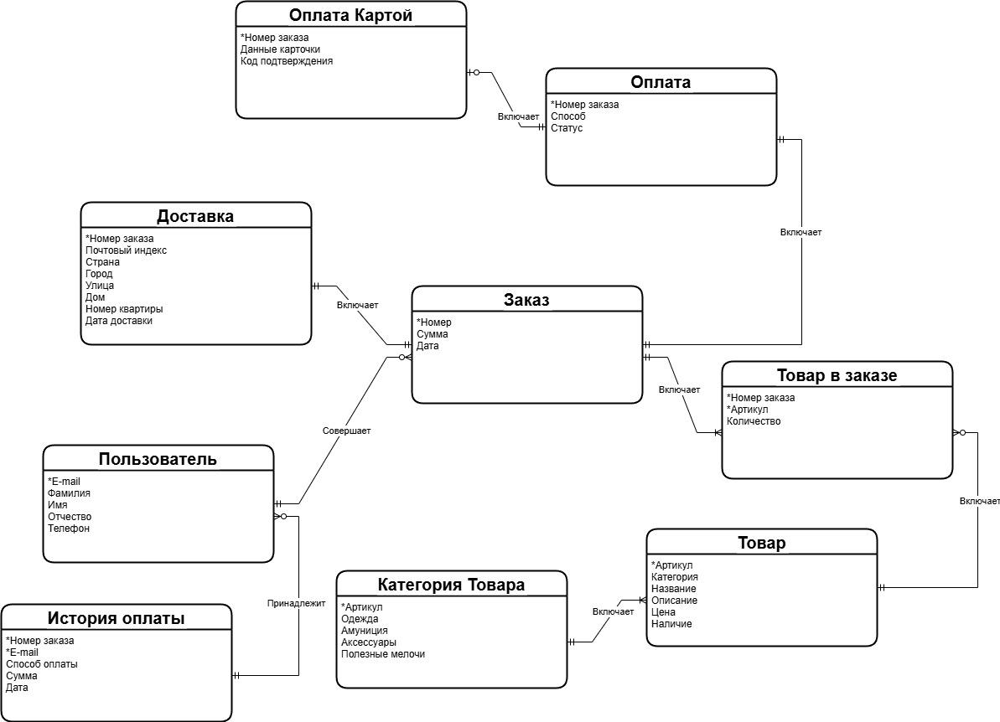 Оплата Картой
*Номер заказа
Данные карточки
Код подтверждения
Включает
Оплата
*Номер заказа
Способ
Статус
Включает
Доставка
*Номер заказа
Почтовый индекс
Страна
Город
Улица
Дом
Номер квартиры
Дата доставки
Включает
Заказ
*Номер
Сумма
Дата
Включает
Товар в заказе
*Номер заказа
*Артикул
Количество
Совершает
Пользователь
*E-mail
Фамилия
Имя
Отчество
Телефон
Включает
Товар
*Артикул
Категория
Название
Описание
Цена
Наличие
Категория Товара
*Артикул
Одежда
Амуниция
Аксессуары
Полезные мелочи
Включает
Принадлежит
История оплаты
*Номер заказа
*E-mail
Способ оплаты
Сумма
Дата